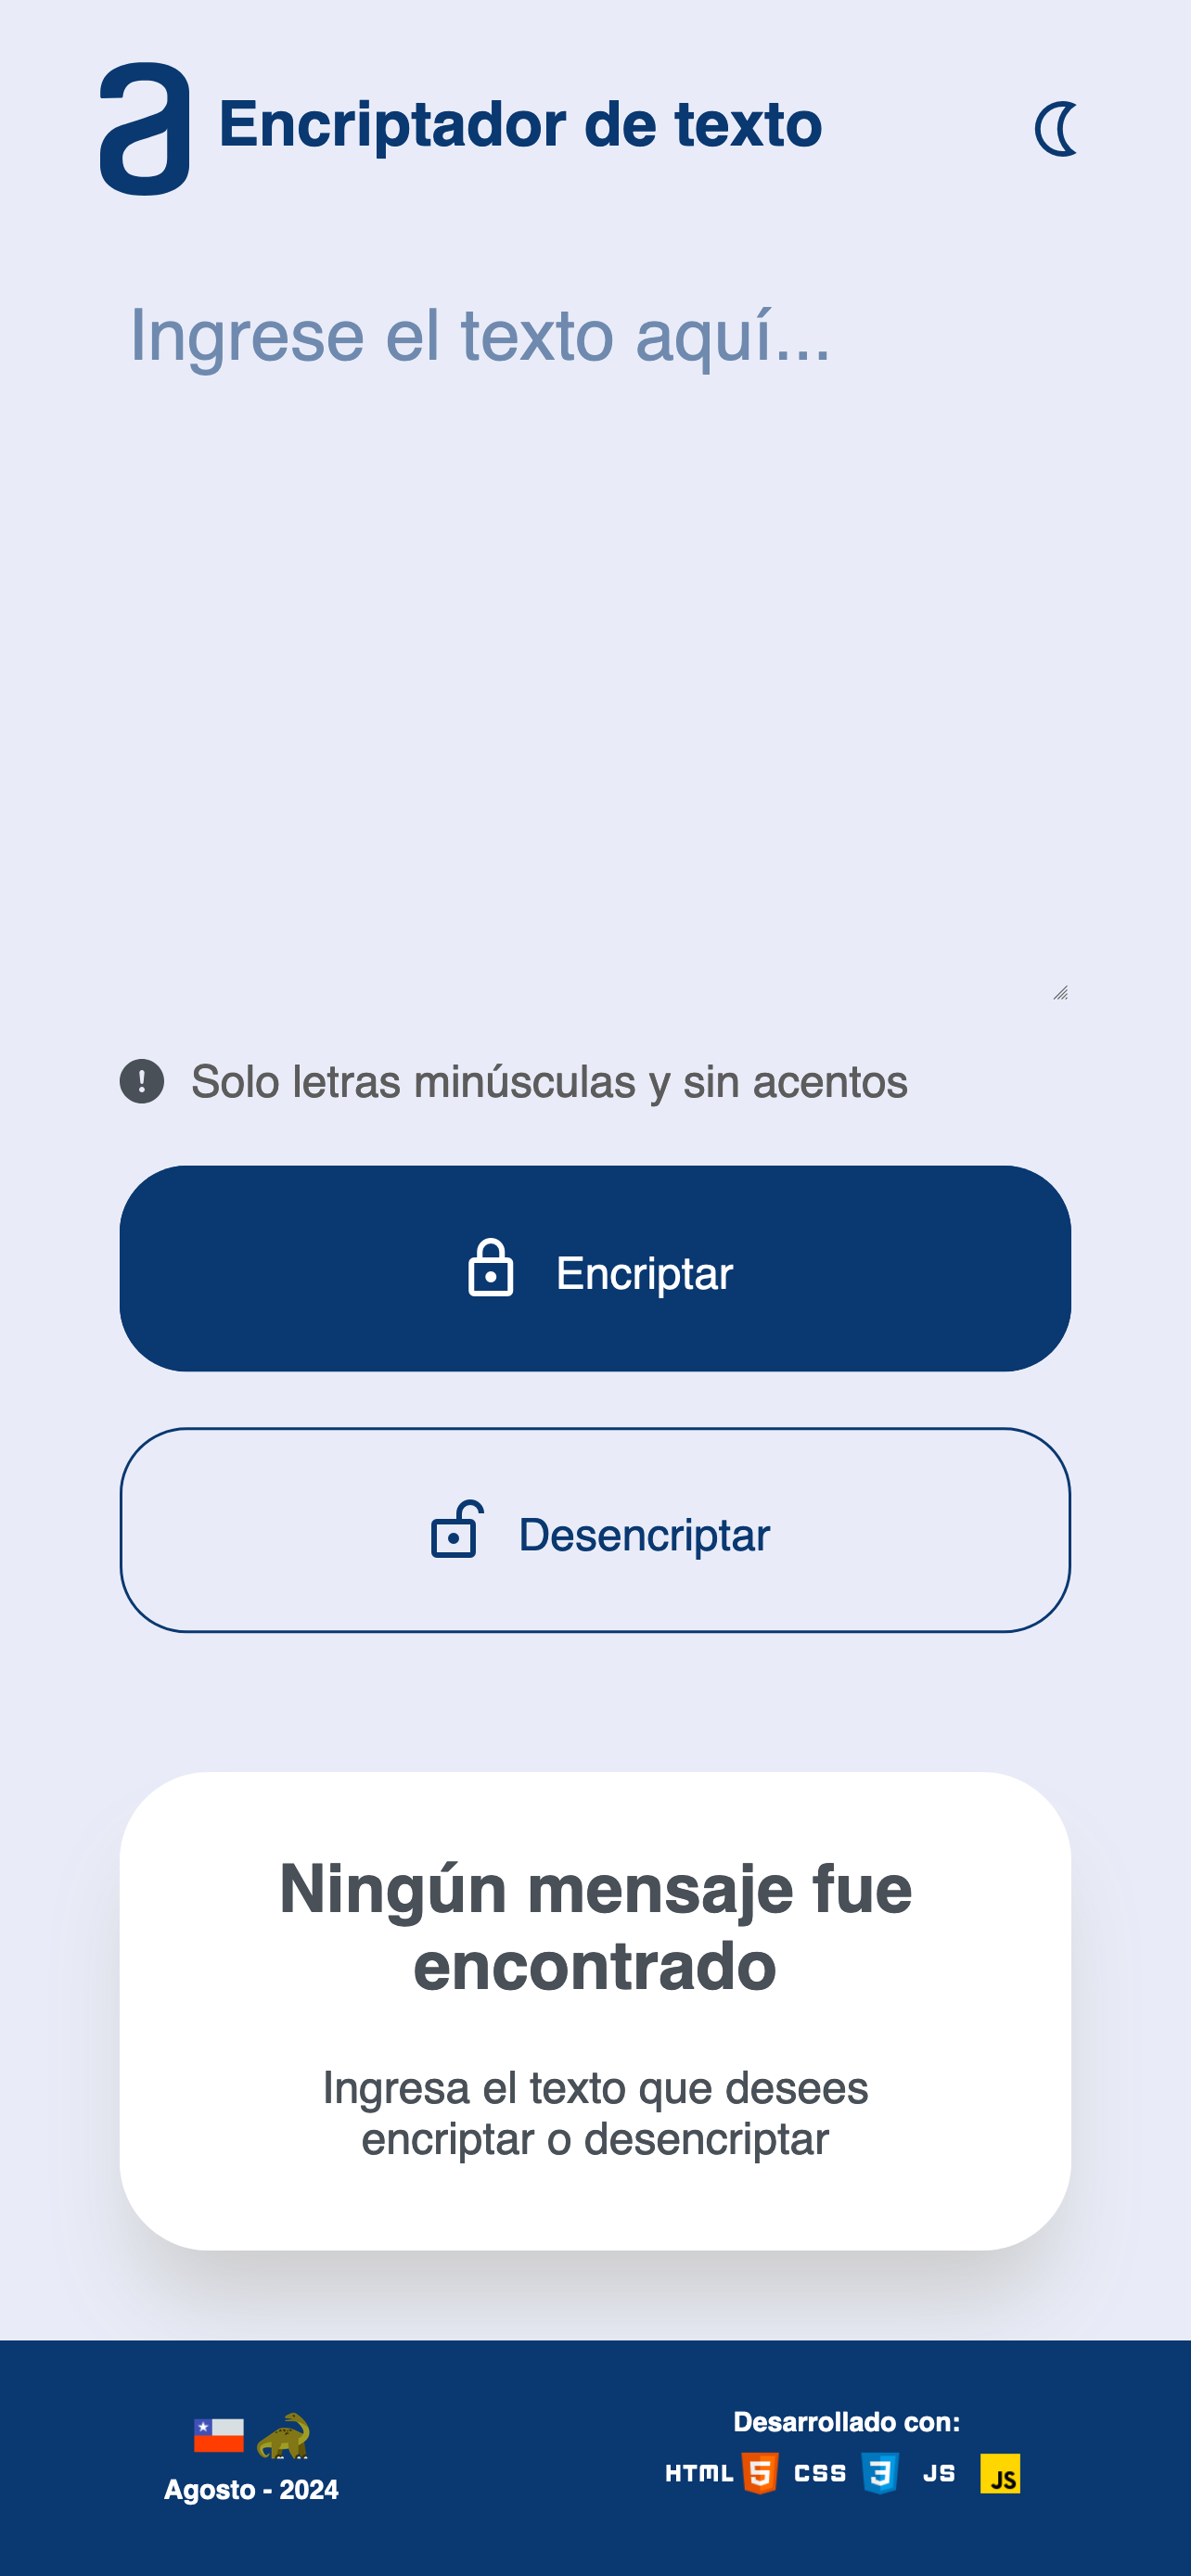 a Encriptador de texto
Ingrese el texto aquí...
Solo letras minúsculas y sin acentos
Encriptar
Desencriptar
Ningún mensaje fue
encontrado
Ingresa el texto que desees
encriptar o desencriptar
Agosto - 2024
Desarrollado con:
HTML 5 CSS 3 JS JS